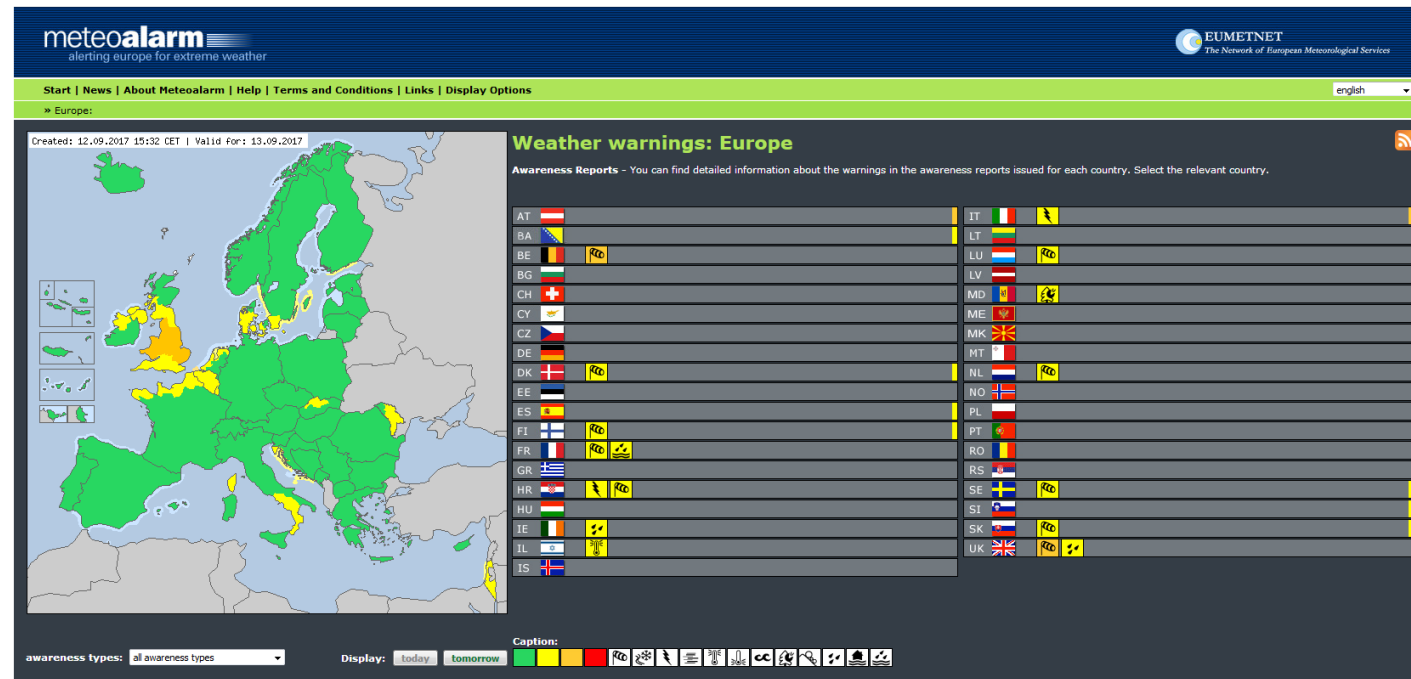 meteoalarm
alerting europe for extreme weather
EUMETNET
The Network of European Meteorological Services
Start | News | About Meteoalarm | Help | Terms and Conditions | Links | Display Options
english
» Europe:
Created: 12.09.2017 15:32 CET | Valid for: 13.09.2017
Weather warnings: Europe
Awareness Reports - You can find detailed information about the warnings in the awareness reports issued for each country. Select the relevant country.
AT
BA
BE
BG
CH
CY
CZ
DE
DK
EE
ES
FI
FR
GR
HR
HU
IE
IL
IS
IT
LT
LU
LV
MD
ME
MK
MT
NL
NO
PL
PT
RO
RS
SE
SI
SK
UK
Caption:
awareness types: all awareness types
Display: today tomorrow